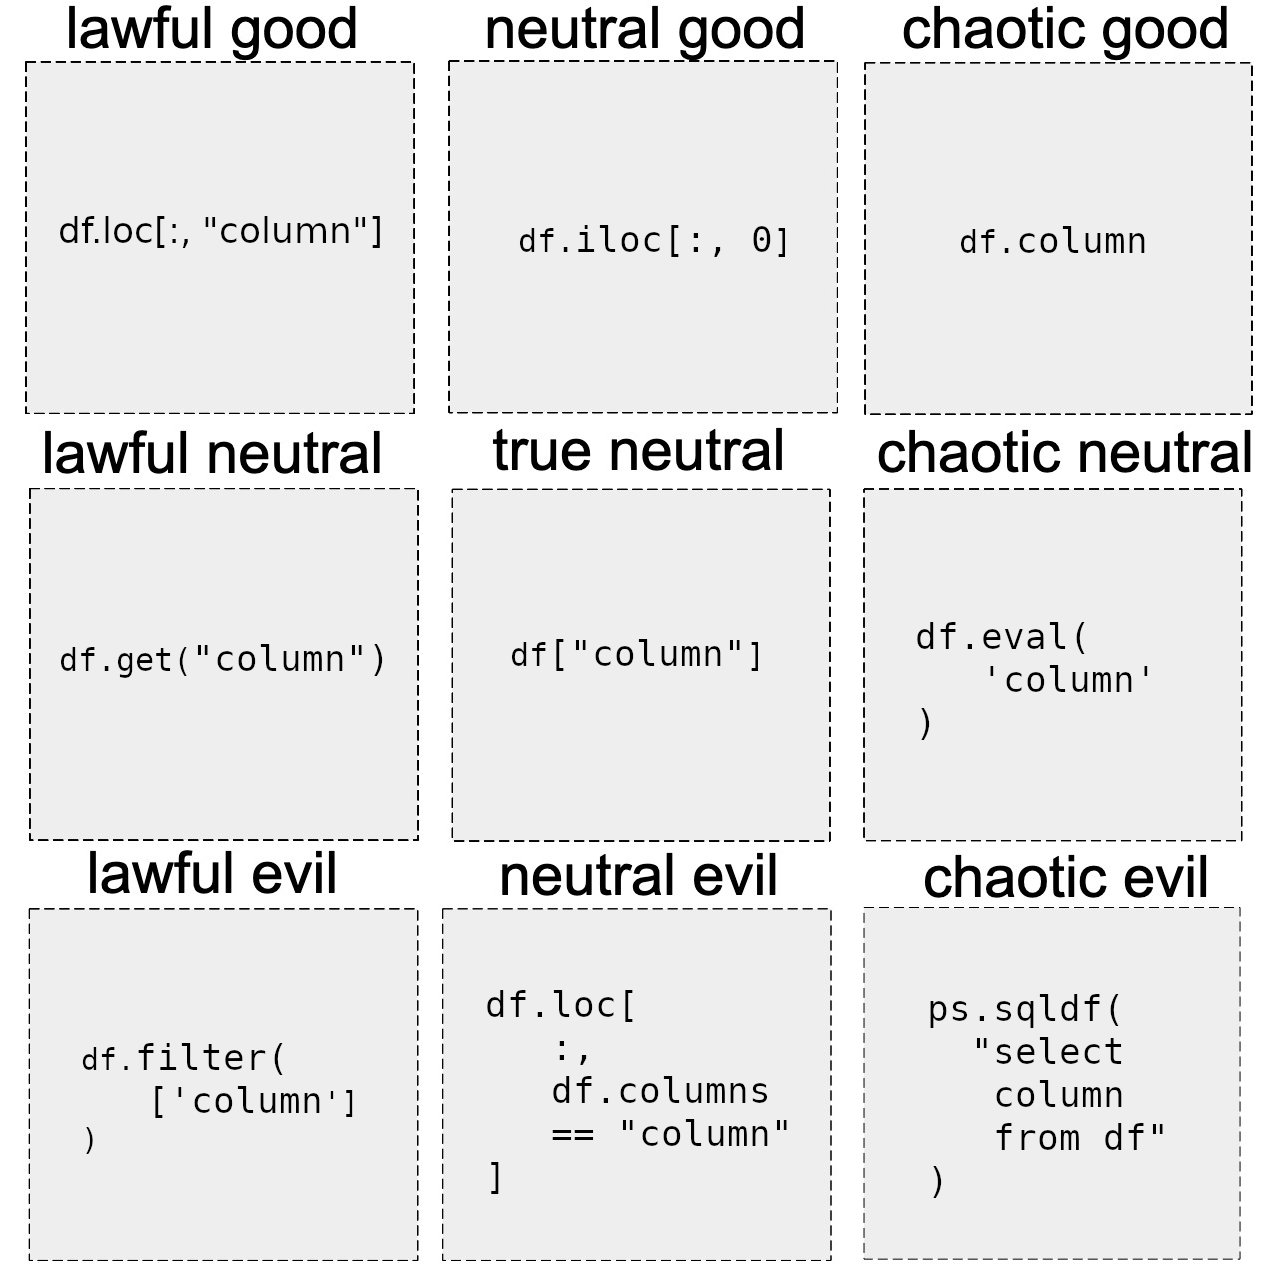 lawful good
neutral good
chaotic good
df.loc[:, "column"]
df.iloc[:, 0]
df.column
lawful neutral
true neutral
chaotic neutral
df.get("column")
df["column"]
df.eval(
'column'
)
lawful evil
neutral evil
chaotic evil
df.filter(
['column']
)
df.loc[
:,
df.columns
== "column"
]
ps.sqldf(
"select
column
from df"
)